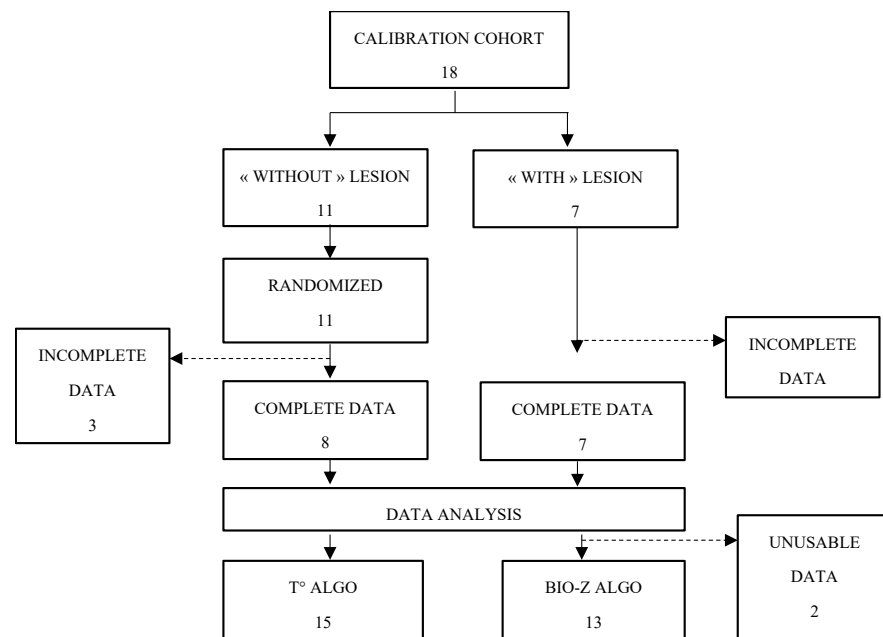 CALIBRATION COHORT
18
« WITHOUT » LESION
11
« WITH » LESION
7
RANDOMIZED
11
INCOMPLETE
DATA
3
INCOMPLETE
DATA
COMPLETE DATA
8
COMPLETE DATA
7
DATA ANALYSIS
UNUSABLE
DATA
2
T° ALGO
15
BIO-Z ALGO
13